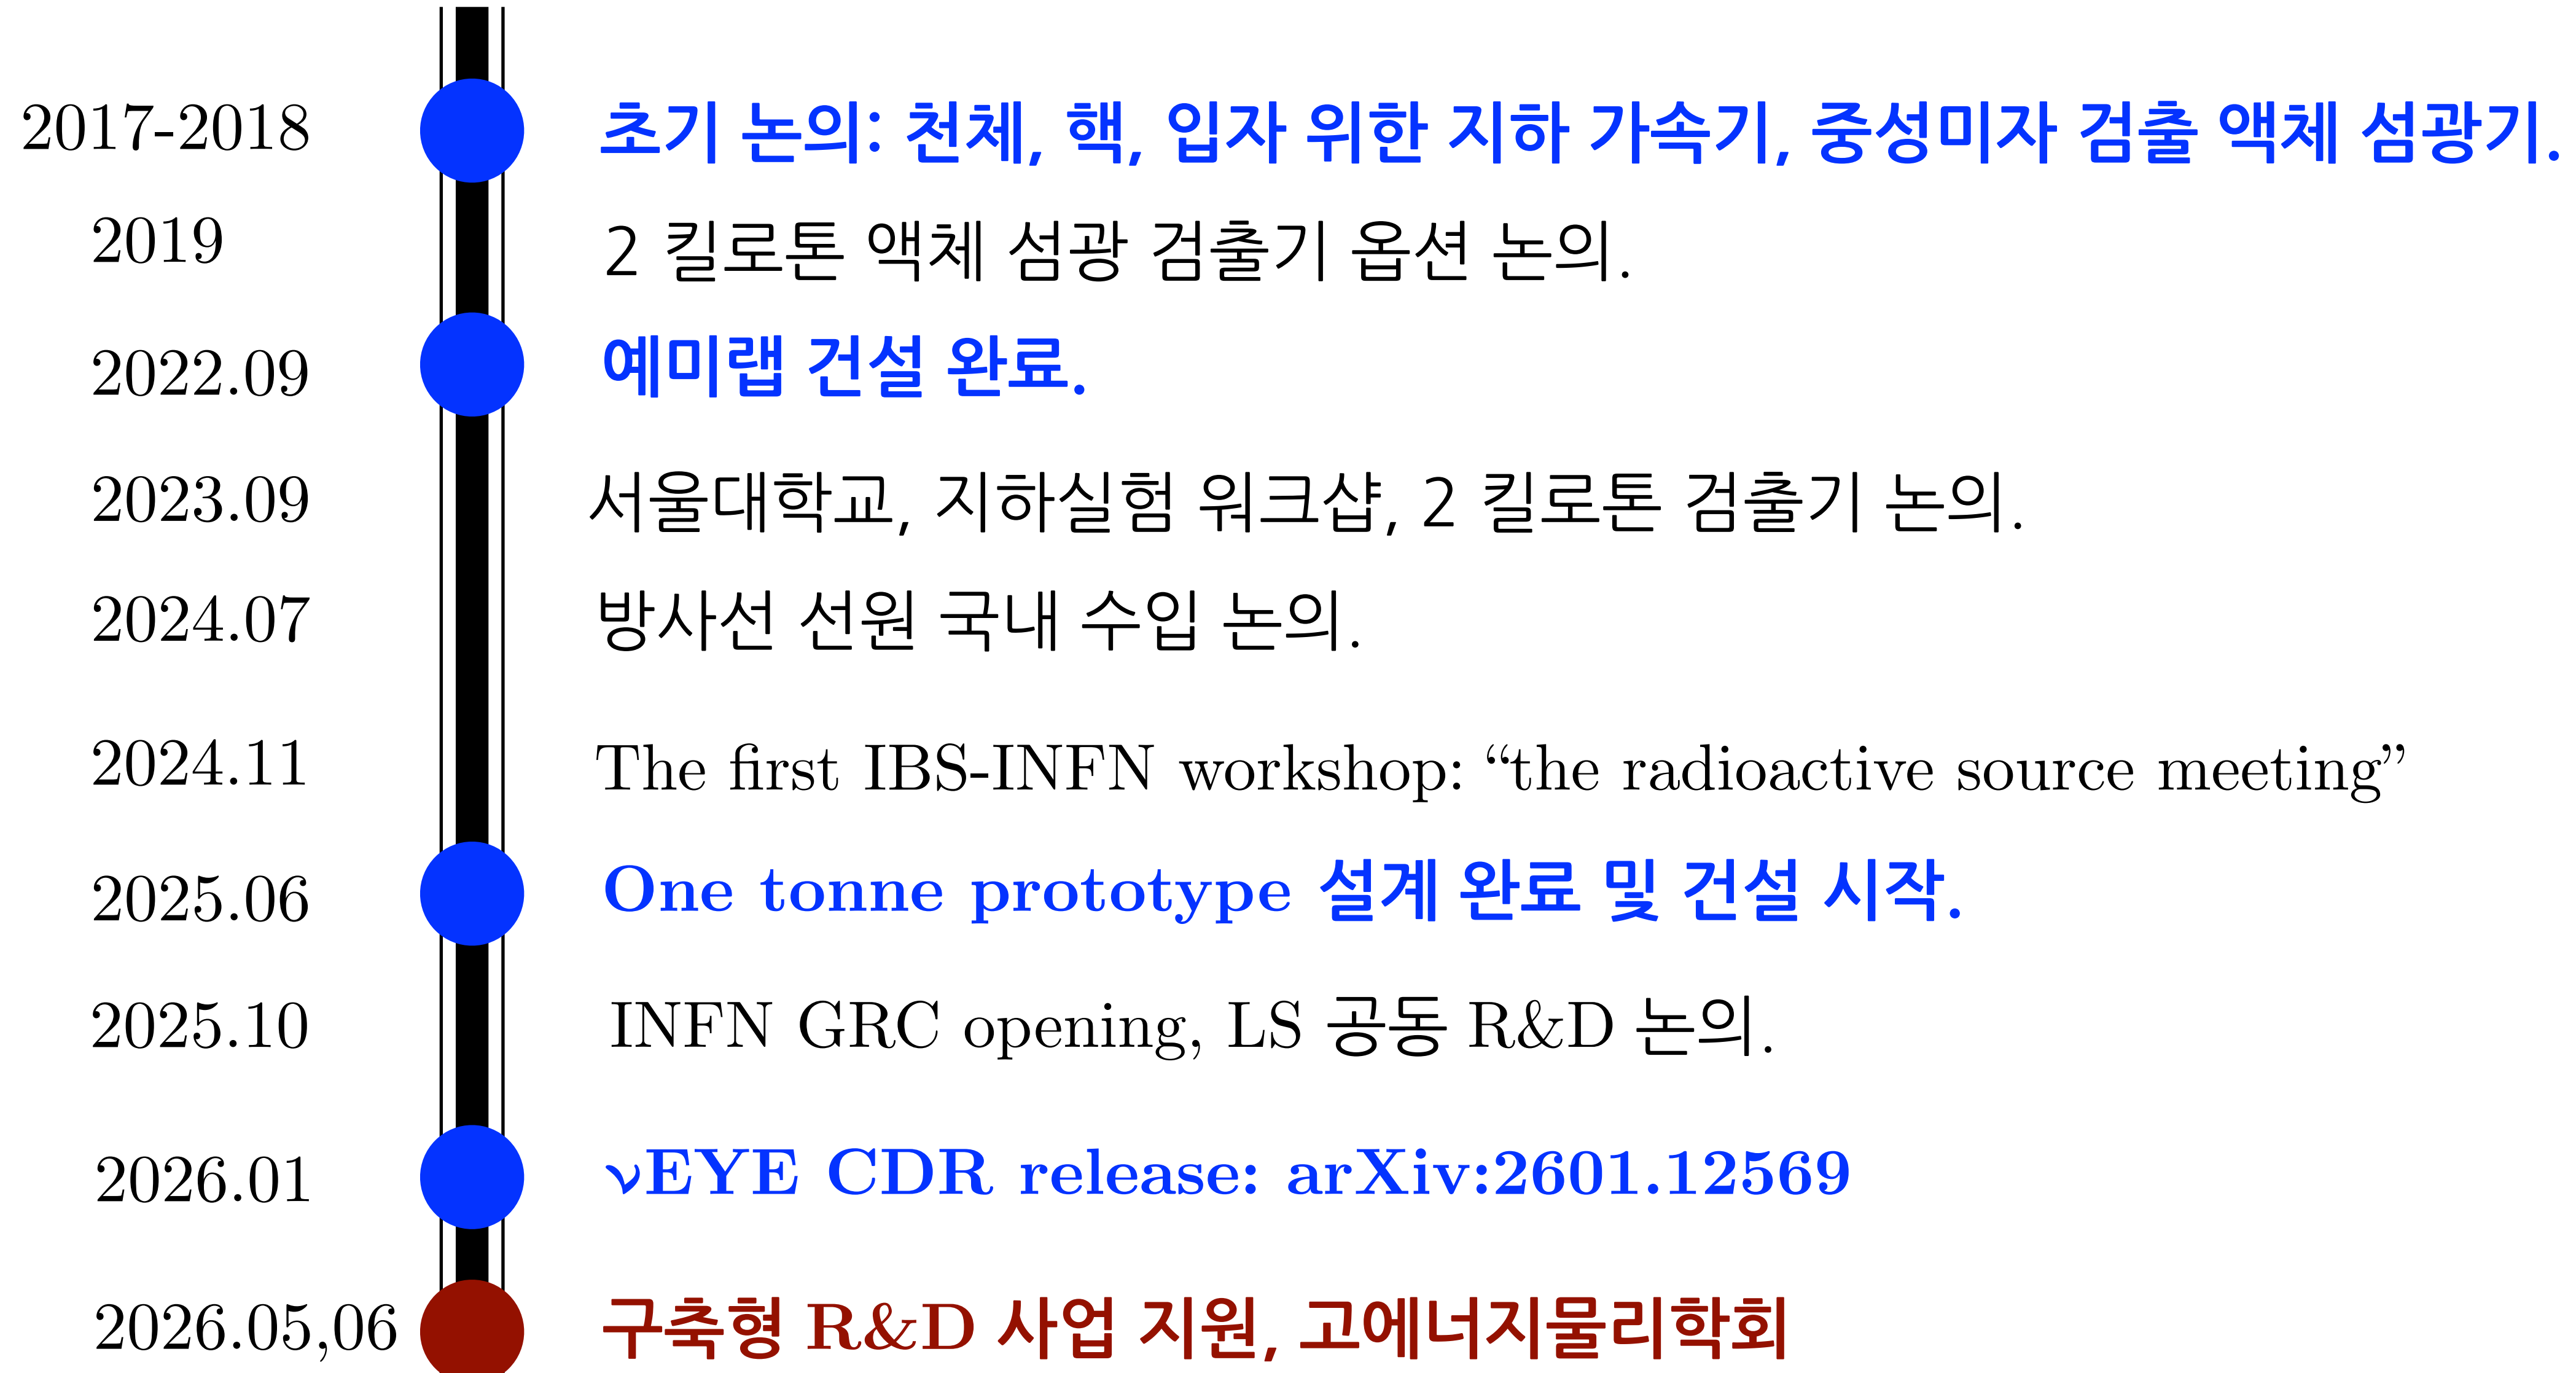 2017-2018 초기 논의: 천체, 핵, 입자 위한 지하 가속기, 중성미자 검출 액체 섬광기.
2019 2 킬로톤 액체 섬광 검출기 옵션 논의.
2022.09 예미랩 건설 완료.
2023.09 서울대학교, 지하실험 워크샵, 2 킬로톤 검출기 논의.
2024.07 방사선 선원 국내 수입 논의.
2024.11 The first IBS-INFN workshop: “the radioactive source meeting”
2025.06 One tonne prototype 설계 완료 및 건설 시작.
2025.10 INFN GRC opening, LS 공동 R&D 논의.
2026.01 νEYE CDR release: arXiv:2601.12569
2026.05,06 구축형 R&D 사업 지원, 고에너지물리학회